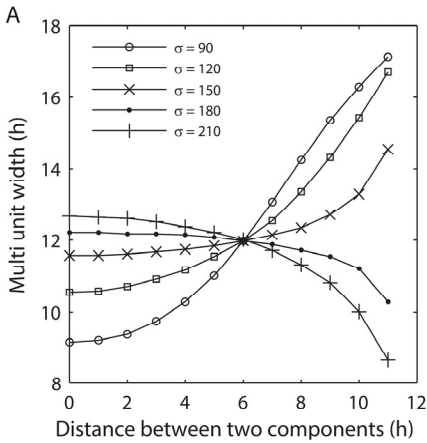 A
18
16
14
12
10
8
Multi unit width (h)
σ = 90
σ = 120
σ = 150
σ = 180
σ = 210
0 2 4 6 8 10 12
Distance between two components (h)